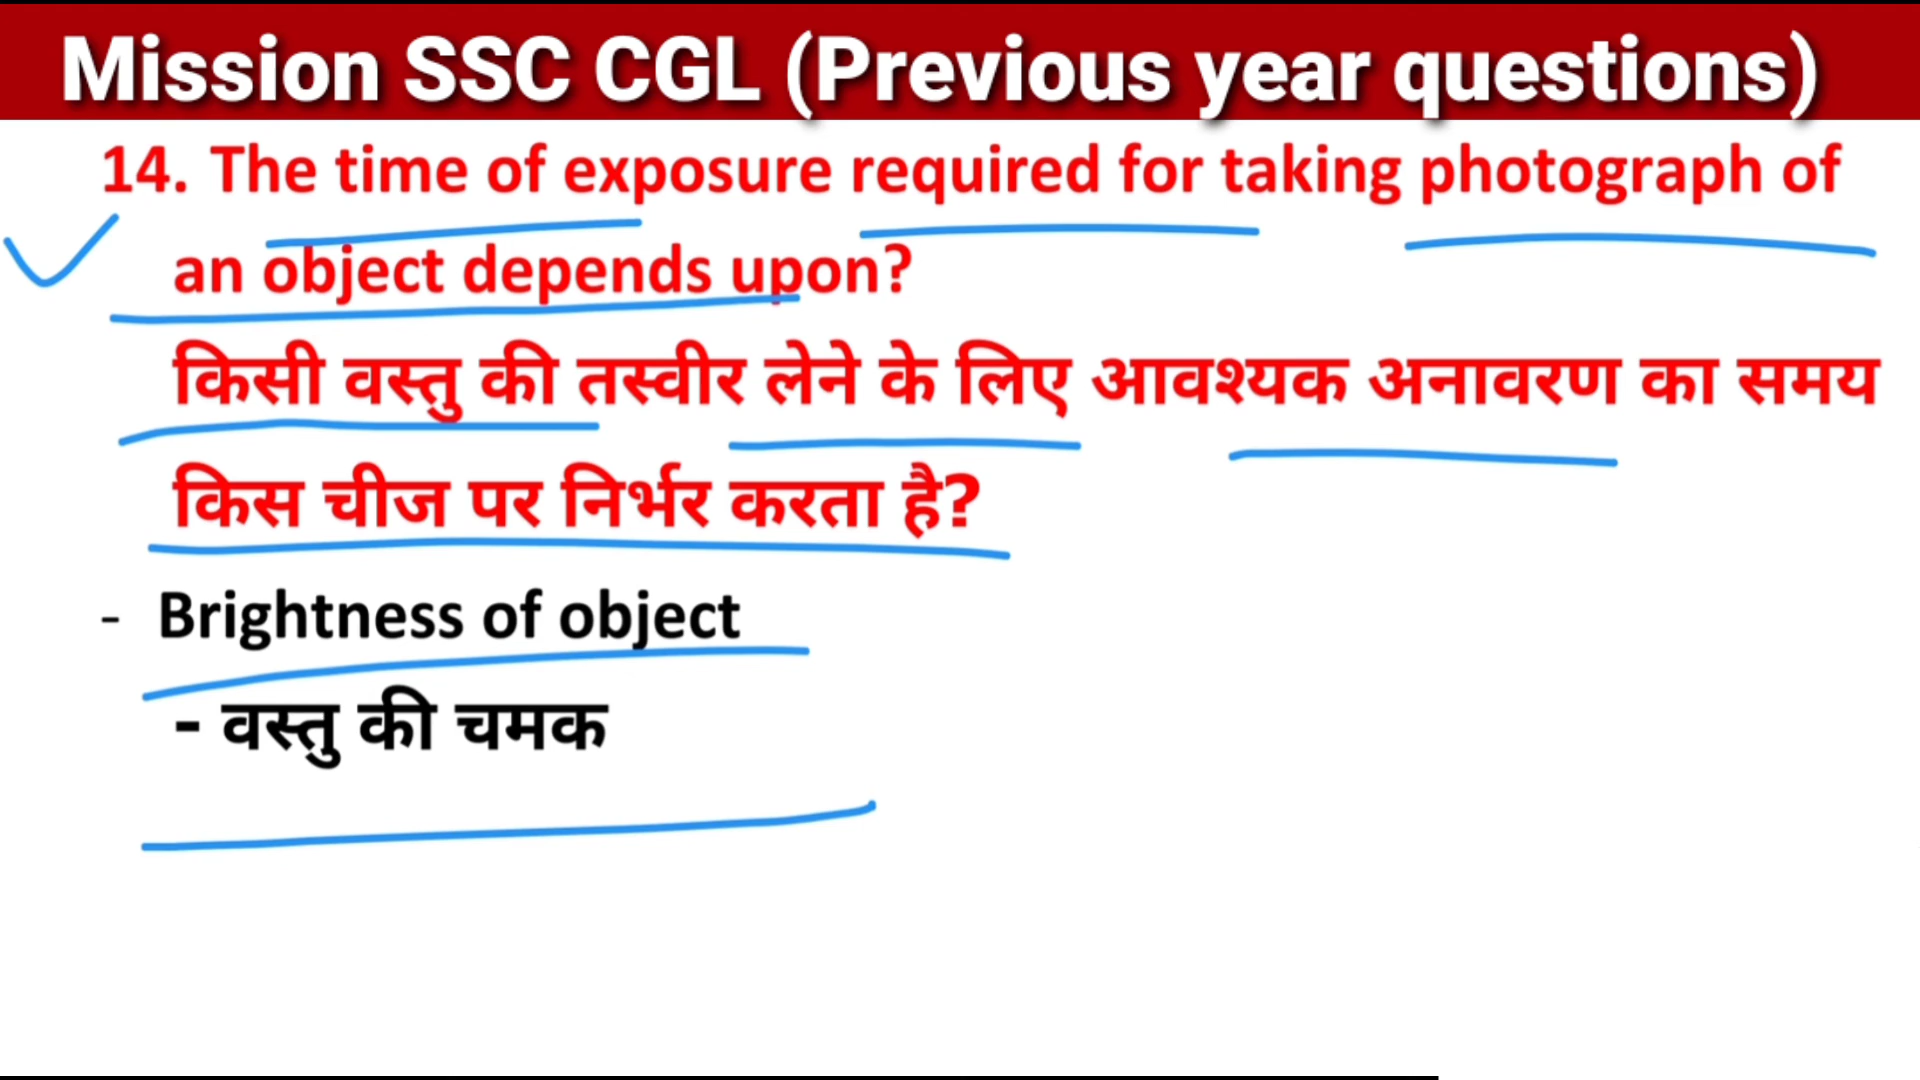 Mission SSC CGL (Previous year questions)
14. The time of exposure required for taking photograph of
an object depends upon?
किसी वस्तु की तस्वीर लेने के लिए आवश्यक अनावरण का समय
किस चीज पर निर्भर करता है?
- Brightness of object
- वस्तु की चमक